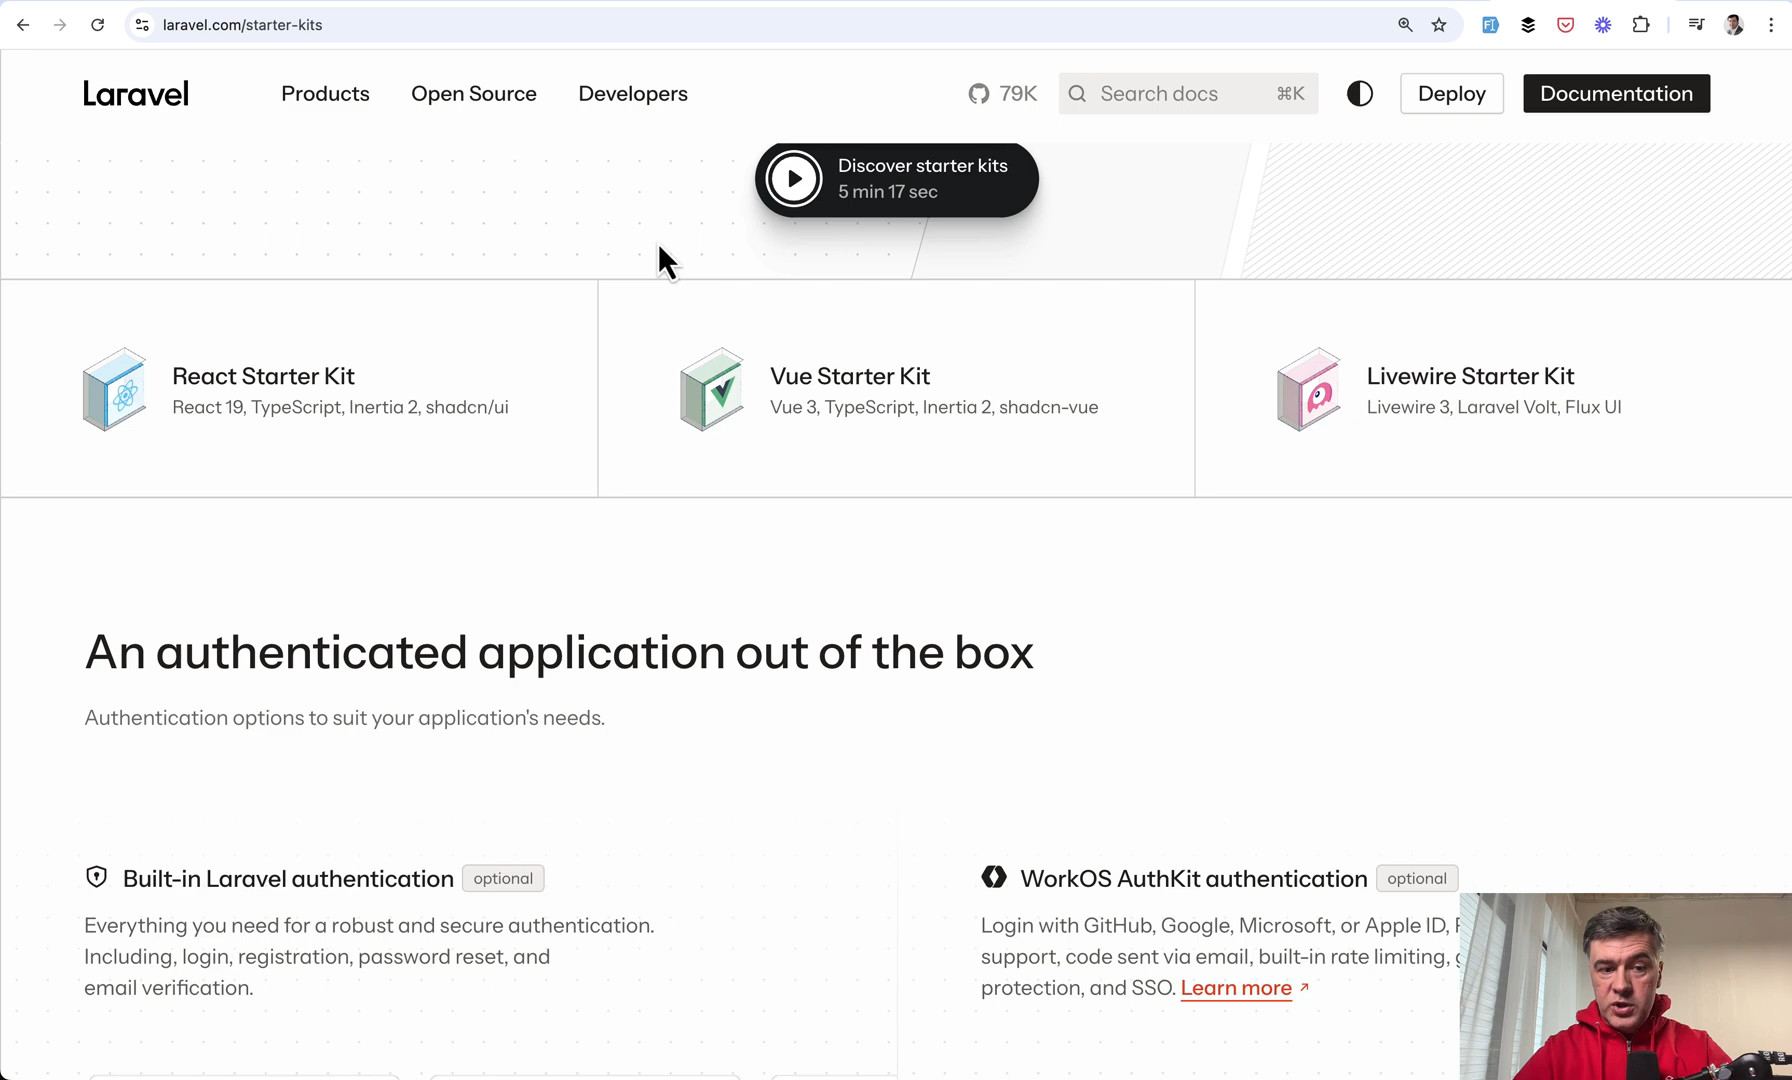 laravel.com/starter-kits
Laravel
Products
Open Source
Developers
79K
Search docs
⌘K
Deploy
Documentation
Discover starter kits
5 min 17 sec
React Starter Kit
React 19, TypeScript, Inertia 2, shadcn/ui
Vue Starter Kit
Vue 3, TypeScript, Inertia 2, shadcn-vue
Livewire Starter Kit
Livewire 3, Laravel Volt, Flux UI
An authenticated application out of the box
Authentication options to suit your application's needs.
Built-in Laravel authentication optional
Everything you need for a robust and secure authentication.
Including, login, registration, password reset, and
email verification.
WorkOS AuthKit authentication optional
Login with GitHub, Google, Microsoft, or Apple ID,
support, code sent via email, built-in rate limiting,
protection, and SSO. Learn more ↗